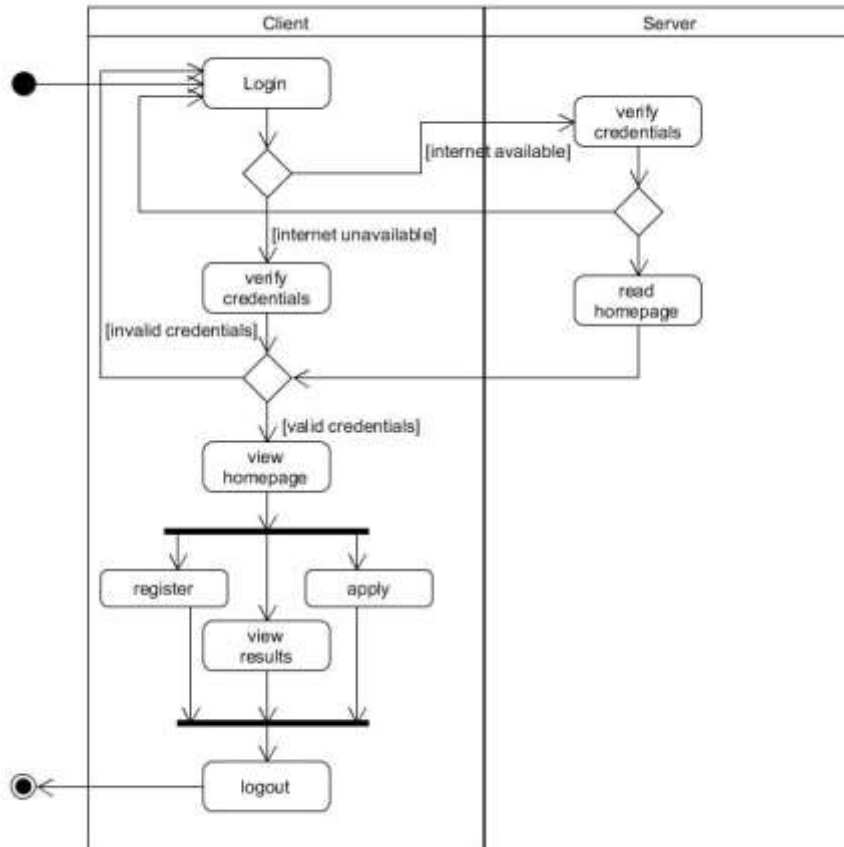 Client
Server
Login
verify
credentials
[internet available]
[internet unavailable]
verify
credentials
read
homepage
[invalid credentials]
[valid credentials]
view
homepage
register
apply
view
results
logout